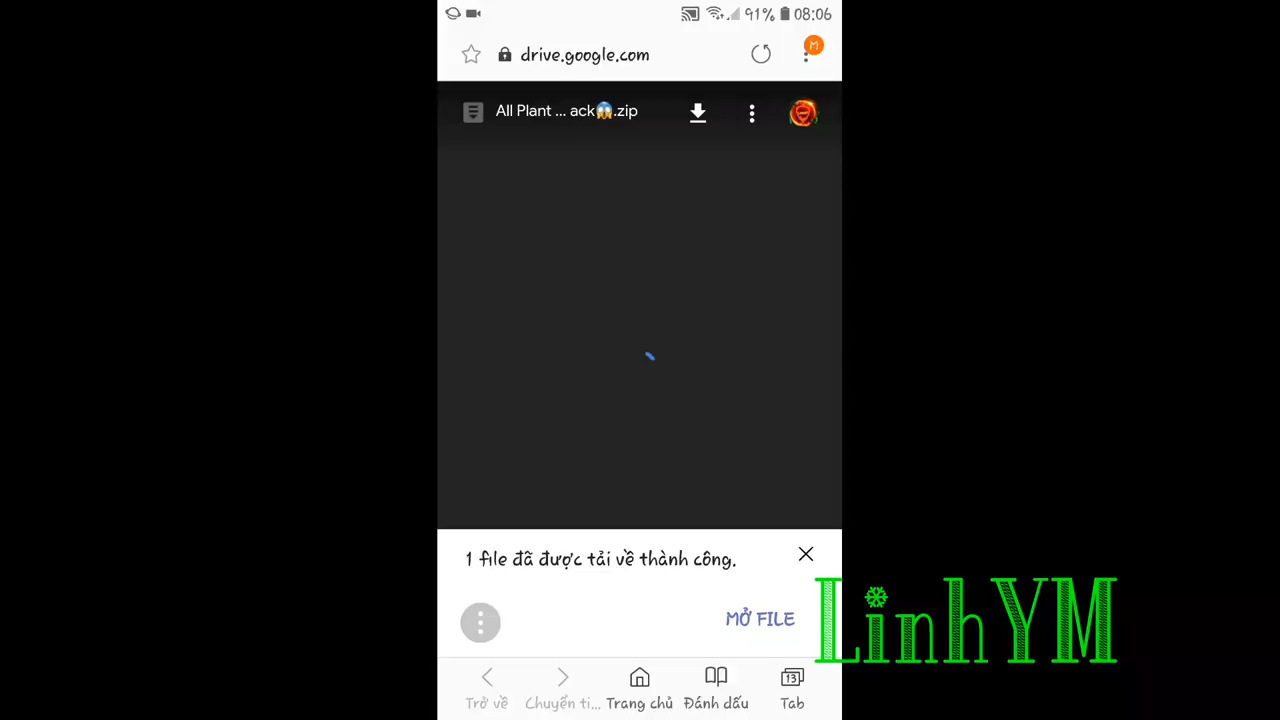 91% 08:06
drive.google.com
M
All Plant ... ack😱.zip
1 file đã được tải về thành công.
MỞ FILE
LinhYM
13
Trở về Chuyển ti... Trang chủ Đánh dấu Tab